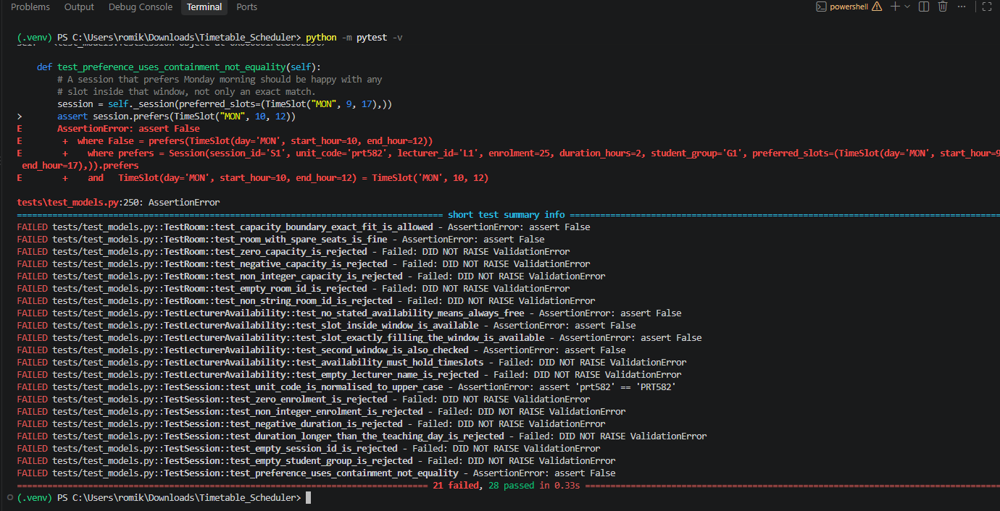 Problems Output Debug Console Terminal Ports powershell
(.venv) PS C:\Users\romik\Downloads\Timetable_Scheduler> python -m pytest -v
def test_preference_uses_containment_not_equality(self):
# A session that prefers Monday morning should be happy with any
# slot inside that window, not only an exact match.
session = self._session(preferred_slots=(TimeSlot("MON", 9, 17),))
> assert session.prefers(TimeSlot("MON", 10, 12))
E AssertionError: assert False
E + where False = prefers(TimeSlot(day='MON', start_hour=10, end_hour=12))
E + where prefers = Session(session_id='S1', unit_code='prt582', lecturer_id='L1', enrolment=25, duration_hours=2, student_group='G1', preferred_slots=(TimeSlot(day='MON', start_hour=9
end_hour=17),)).prefers
E + and TimeSlot(day='MON', start_hour=10, end_hour=12) = TimeSlot('MON', 10, 12)
tests\test_models.py:250: AssertionError
short test summary info
FAILED tests/test_models.py::TestRoom::test_capacity_boundary_exact_fit_is_allowed - AssertionError: assert False
FAILED tests/test_models.py::TestRoom::test_room_with_spare_seats_is_fine - AssertionError: assert False
FAILED tests/test_models.py::TestRoom::test_zero_capacity_is_rejected - Failed: DID NOT RAISE ValidationError
FAILED tests/test_models.py::TestRoom::test_negative_capacity_is_rejected - Failed: DID NOT RAISE ValidationError
FAILED tests/test_models.py::TestRoom::test_non_integer_capacity_is_rejected - Failed: DID NOT RAISE ValidationError
FAILED tests/test_models.py::TestRoom::test_empty_room_id_is_rejected - Failed: DID NOT RAISE ValidationError
FAILED tests/test_models.py::TestRoom::test_non_string_room_id_is_rejected - Failed: DID NOT RAISE ValidationError
FAILED tests/test_models.py::TestLecturerAvailability::test_no_stated_availability_means_always_free - AssertionError: assert False
FAILED tests/test_models.py::TestLecturerAvailability::test_slot_inside_window_is_available - AssertionError: assert False
FAILED tests/test_models.py::TestLecturerAvailability::test_slot_exactly_filling_the_window_is_available - AssertionError: assert False
FAILED tests/test_models.py::TestLecturerAvailability::test_second_window_is_also_checked - AssertionError: assert False
FAILED tests/test_models.py::TestLecturerAvailability::test_availability_must_hold_timeslots - Failed: DID NOT RAISE ValidationError
FAILED tests/test_models.py::TestLecturerAvailability::test_empty_lecturer_name_is_rejected - Failed: DID NOT RAISE ValidationError
FAILED tests/test_models.py::TestSession::test_unit_code_is_normalised_to_upper_case - AssertionError: assert 'prt582' == 'PRT582'
FAILED tests/test_models.py::TestSession::test_zero_enrolment_is_rejected - Failed: DID NOT RAISE ValidationError
FAILED tests/test_models.py::TestSession::test_non_integer_enrolment_is_rejected - Failed: DID NOT RAISE ValidationError
FAILED tests/test_models.py::TestSession::test_negative_duration_is_rejected - Failed: DID NOT RAISE ValidationError
FAILED tests/test_models.py::TestSession::test_duration_longer_than_the_teaching_day_is_rejected - Failed: DID NOT RAISE ValidationError
FAILED tests/test_models.py::TestSession::test_empty_session_id_is_rejected - Failed: DID NOT RAISE ValidationError
FAILED tests/test_models.py::TestSession::test_empty_student_group_is_rejected - Failed: DID NOT RAISE ValidationError
FAILED tests/test_models.py::TestSession::test_preference_uses_containment_not_equality - AssertionError: assert False
21 failed, 28 passed in 0.33s
(.venv) PS C:\Users\romik\Downloads\Timetable_Scheduler>